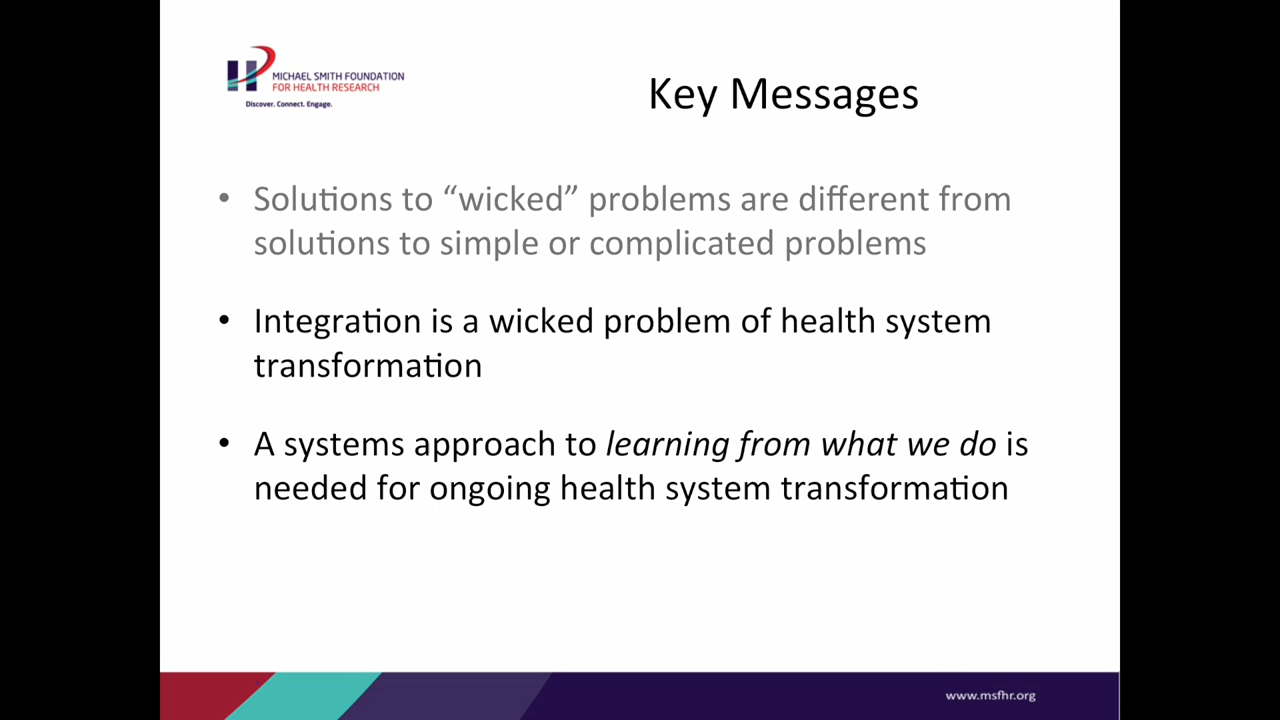 MICHAEL SMITH FOUNDATION
FOR HEALTH RESEARCH
Discover. Connect. Engage.
Key Messages
• Solutions to “wicked” problems are different from
solutions to simple or complicated problems
• Integration is a wicked problem of health system
transformation
• A systems approach to learning from what we do is
needed for ongoing health system transformation
www.msfhr.org